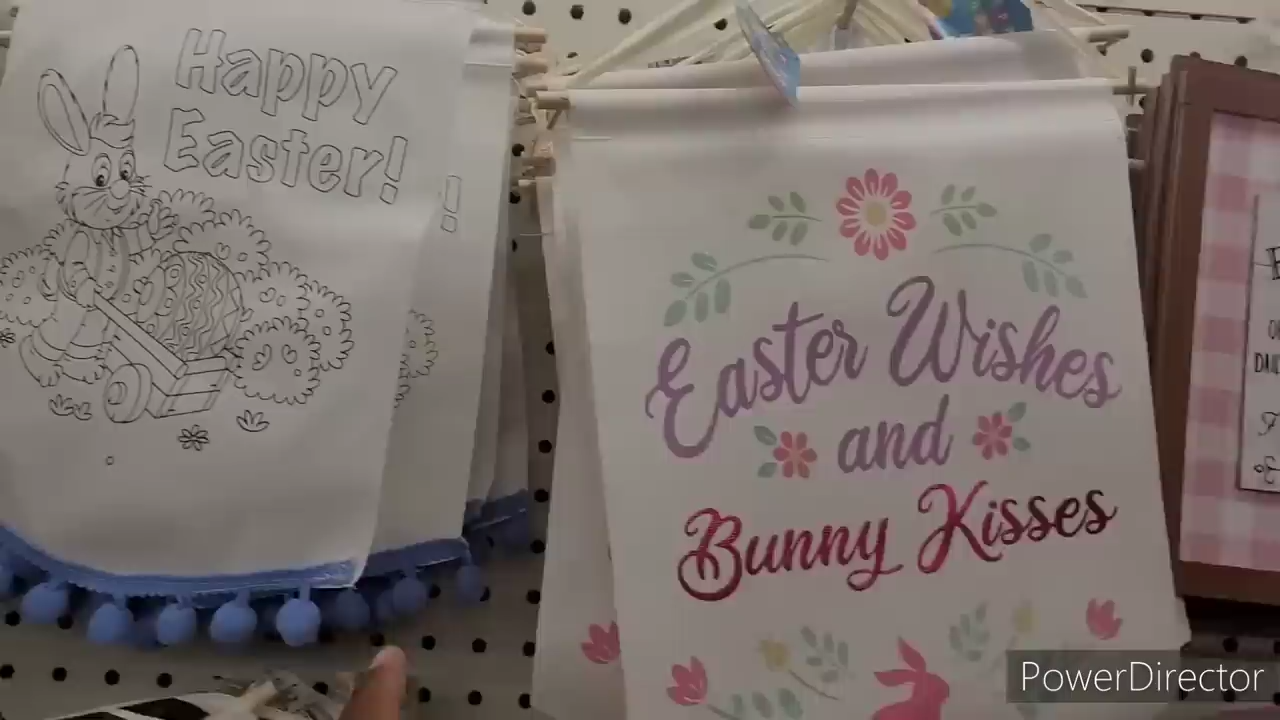 Happy
Easter!
!
Easter Wishes
and
Bunny Kisses
PowerDirector